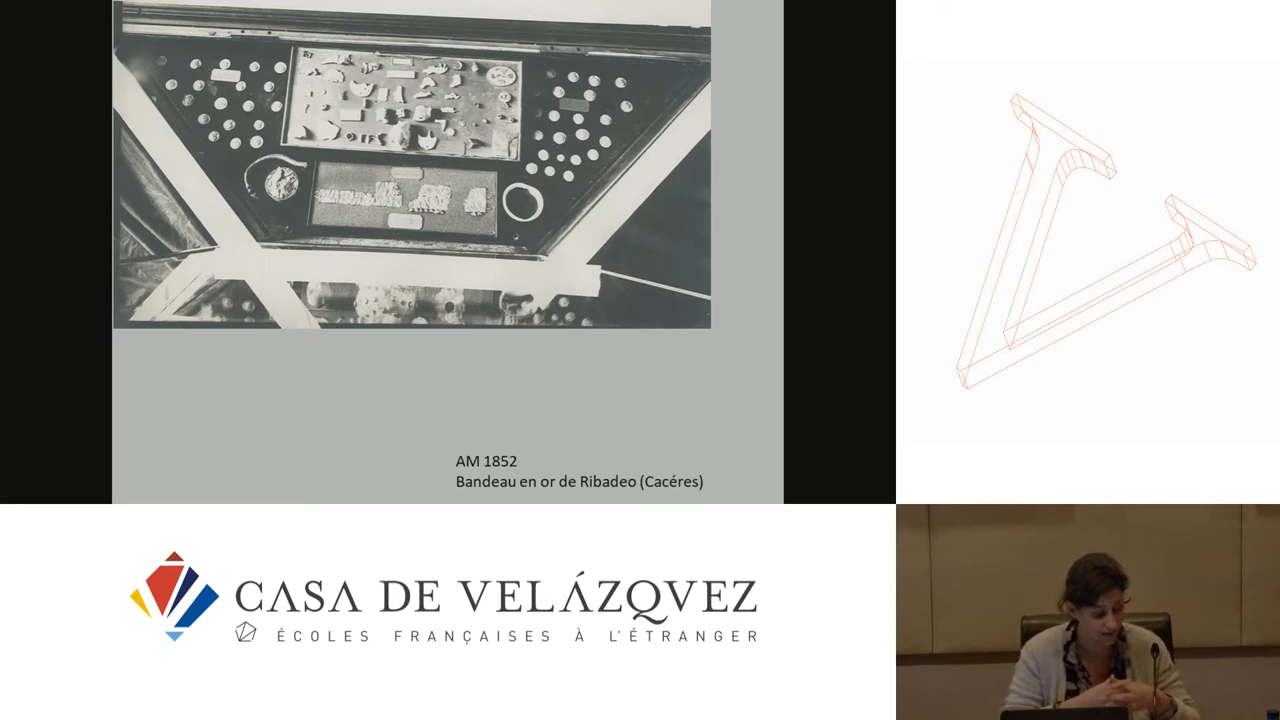 AM 1852
Bandeau en or de Ribadeo (Cacéres)
CASA DE VELÁZQVEZ
ÉCOLES FRANÇAISES À L'ÉTRANGER